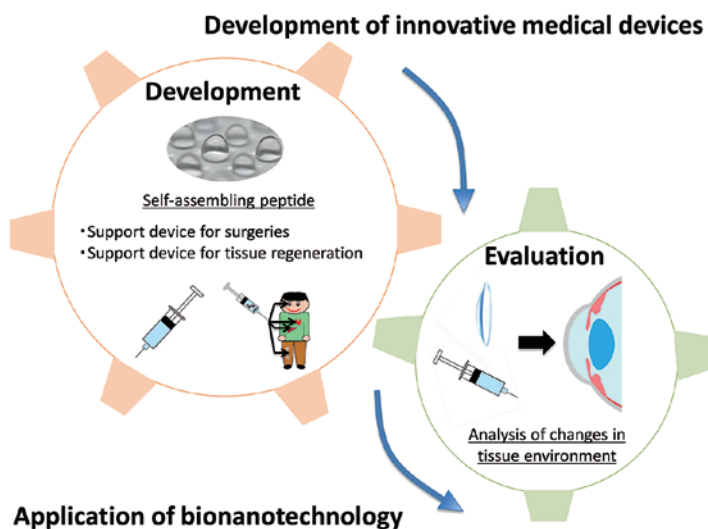 Development of innovative medical devices
Development
Self-assembling peptide
・Support device for surgeries
・Support device for tissue regeneration
Evaluation
Analysis of changes in
tissue environment
Application of bionanotechnology